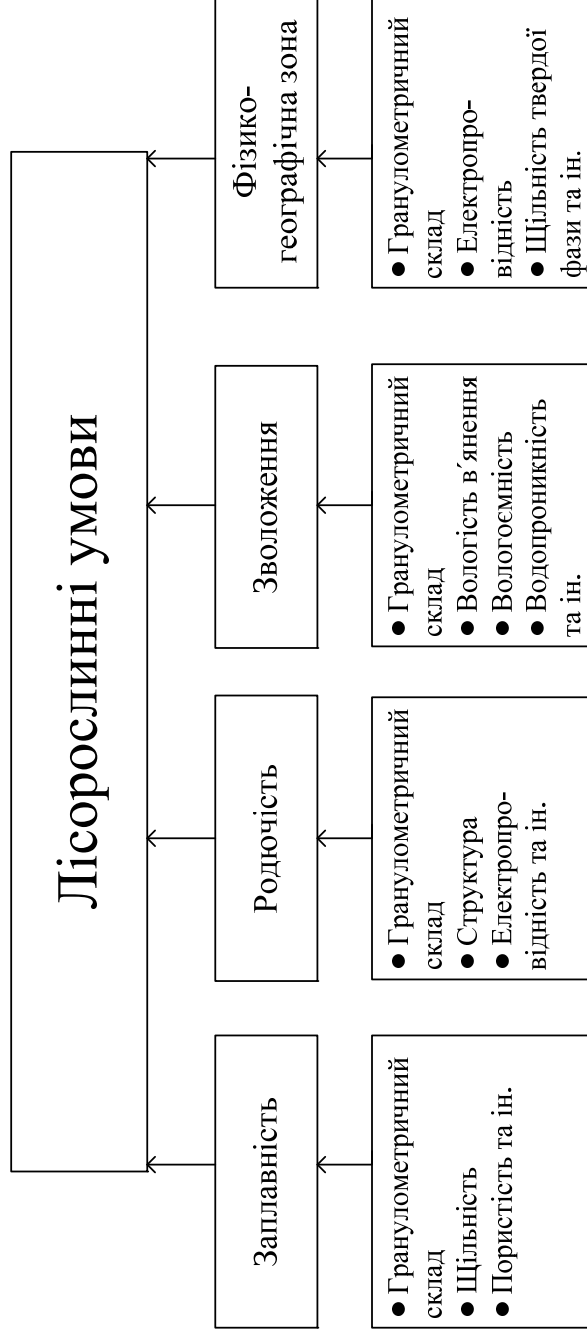 Лісорослинні умови
Заплавність
Родючість
Зволоження
Фізико-
географічна зона
● Гранулометричний
склад
● Щільність
● Пористість та ін.
● Гранулометричний
склад
● Структура
● Електропро-
відність та ін.
● Гранулометричний
склад
● Вологість в´янення
● Вологоємність
● Водопроникність
та ін.
● Гранулометричний
склад
● Електропро-
відність
● Щільність твердої
фази та ін.